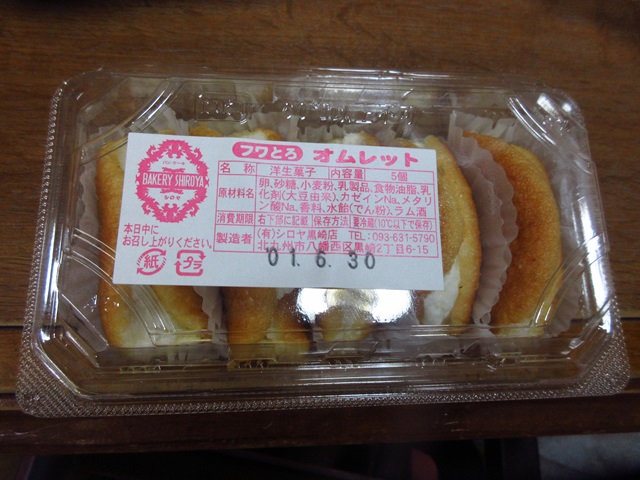 フワとろ オムレット
BAKERY SHIROYA
シロヤ
本日中に
お召し上がりください。
紙 プラ
名称 洋生菓子 内容量 5個
原材料名 卵、砂糖、小麦粉、乳製品、食物油脂、乳
化剤(大豆由来)、カゼインNa、メタリ
ン酸Na、香料、水飴(でん粉)、ラム酒
消費期限 右下部に記載 保存方法 要冷蔵(10℃以下で保存)
製造者 (有)シロヤ黒崎店 TEL:093-631-5790
北九州市八幡西区黒崎2丁目6-15
01.6.30